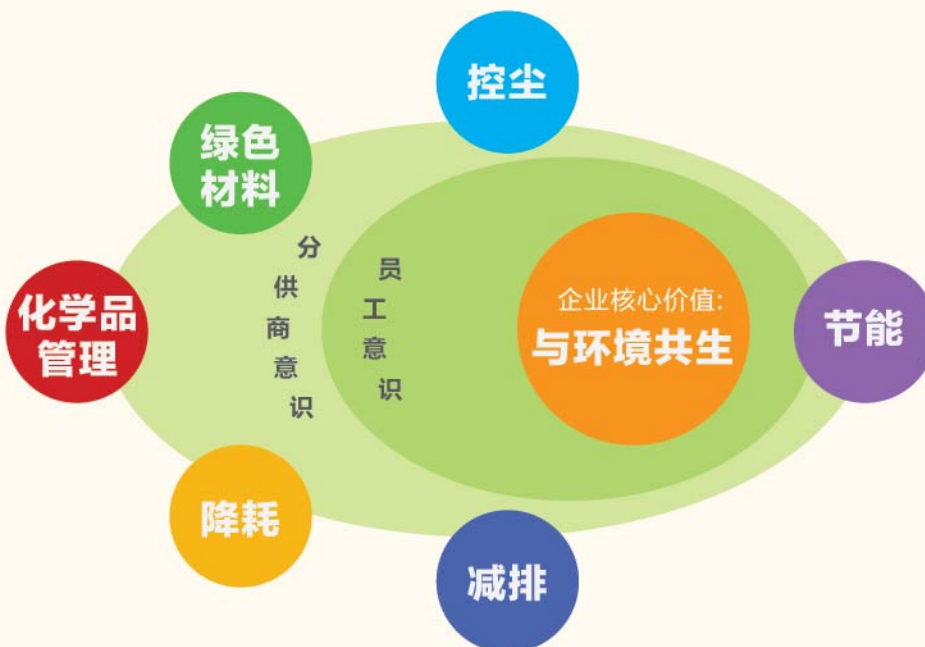 控尘
绿色
材料
化学品
管理
分供商意识
员工意识
企业核心价值:
与环境共生
节能
降耗
减排